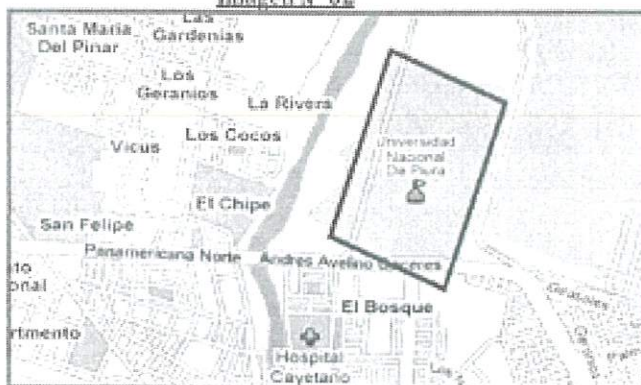 Las
Gardenias
Santa Maria
Del Pinar
Los
Geranios
La Rivera
Los Cocos
Vicus
Universidad
Nacional
De Piura
El Chipe
San Felipe
Panamericana Norte
Andres Avelino Caceres
El Bosque
Hospital
Cayetano
Los